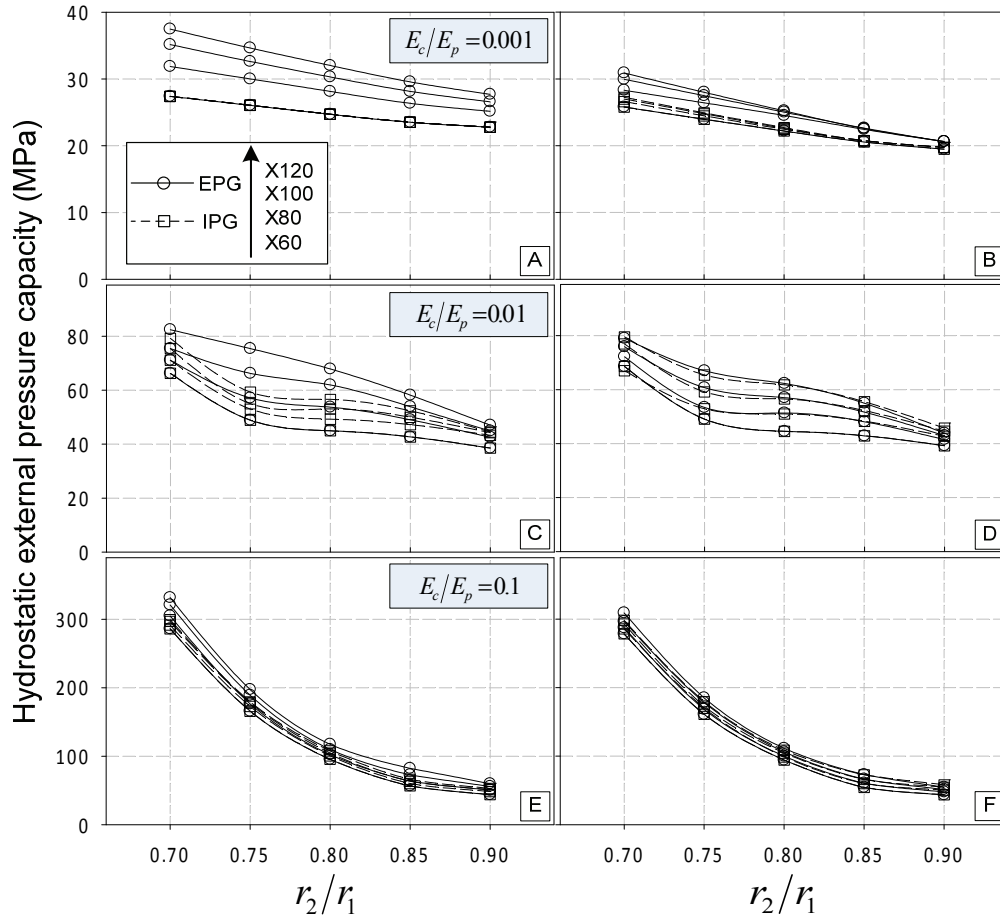 Hydrostatic external pressure capacity (MPa)
40
30
20
10
0
E_c/E_p=0.001
EPG
IPG
X120
X100
X80
X60
A
B
80
60
40
20
0
E_c/E_p=0.01
C
D
300
200
100
0
E_c/E_p=0.1
E
F
0.70 0.75 0.80 0.85 0.90
0.70 0.75 0.80 0.85 0.90
r_2/r_1
r_2/r_1